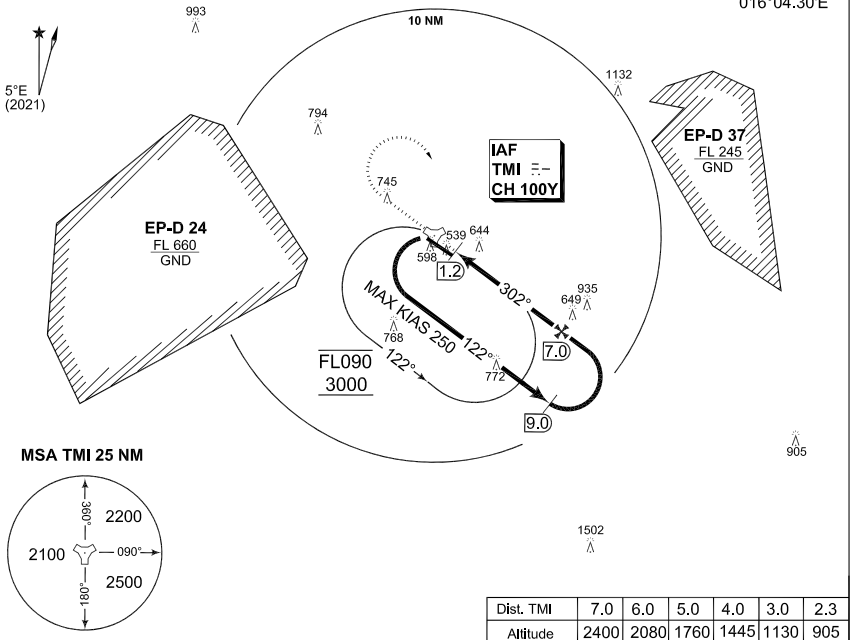 016°04.30'E
993
10 NM
5°E
(2021)
1132
794
EP-D 37
FL 245
GND
IAF
TMI
CH 100Y
745
EP-D 24
FL 660
GND
539
644
598
1.2
302°
935
649
MAX KIAS 250
768
122°
7.0
122°
772
FL090
3000
9.0
905
MSA TMI 25 NM
360°
2200
2100
090°
180°
2500
1502
Dist. TMI 7.0 6.0 5.0 4.0 3.0 2.3
Altitude 2400 2080 1760 1445 1130 905